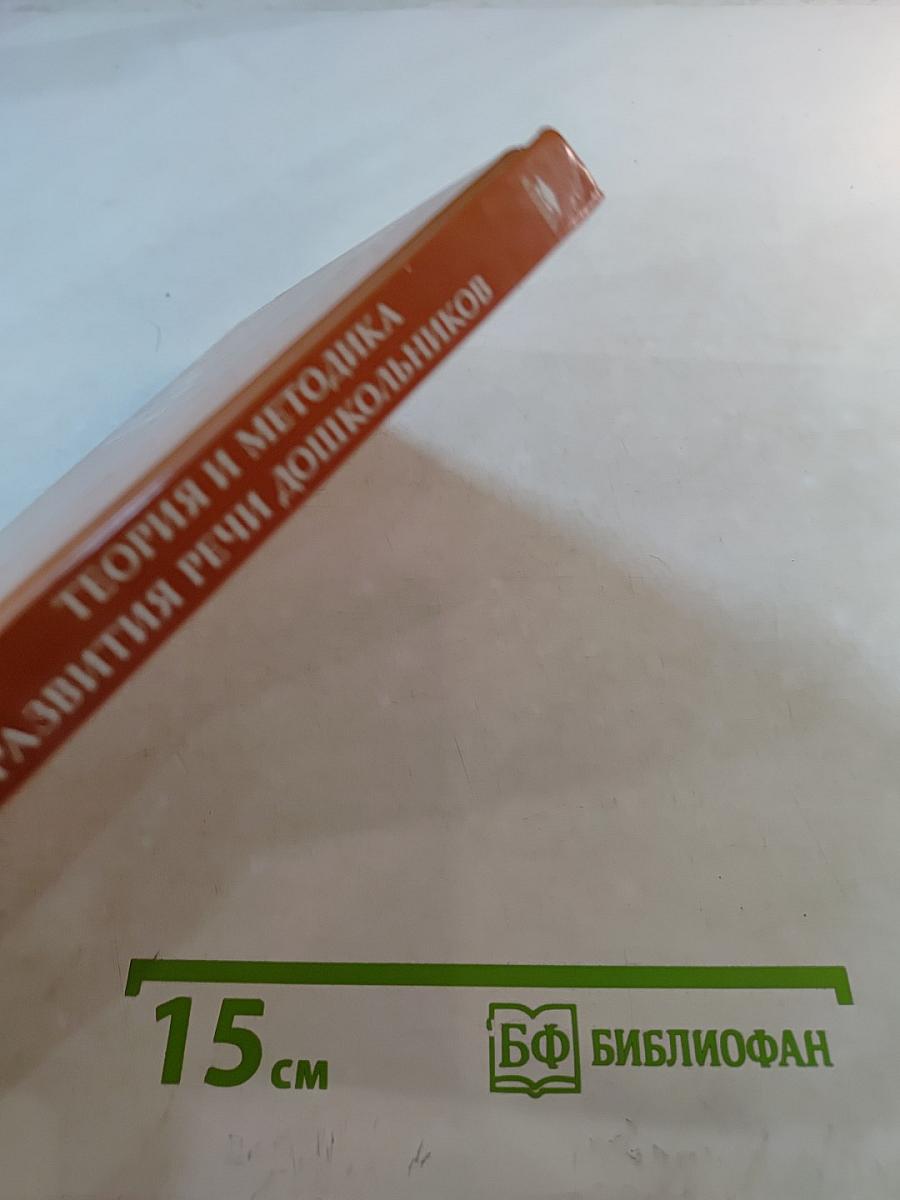 ТЕОРИЯ И МЕТОДИКА
РАЗВИТИЯ РЕЧИ ДОШКОЛЬНИКОВ
15 см
БФ БИБЛИОФАН